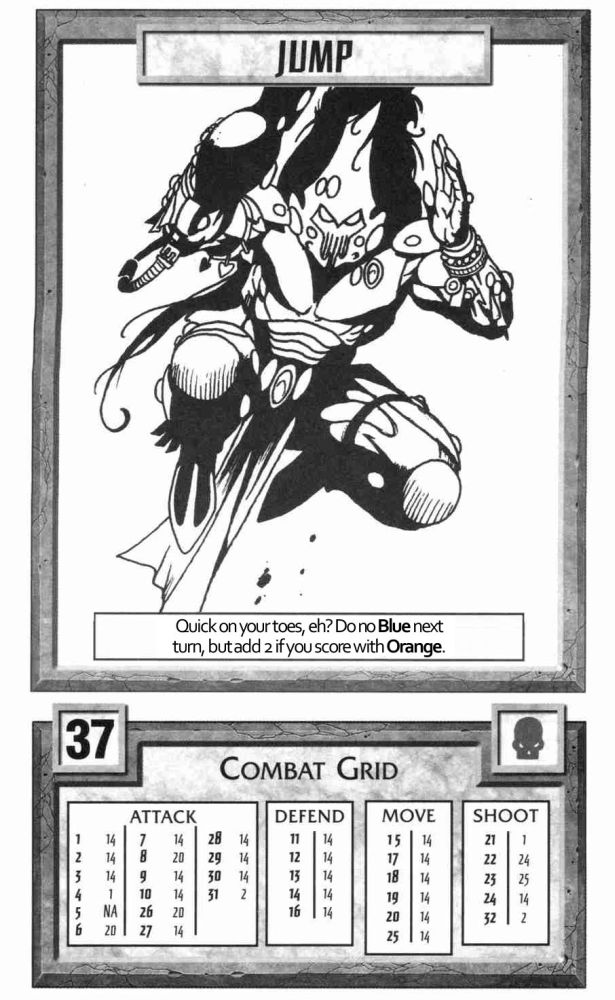 JUMP
Quick on your toes, eh? Do no Blue next
turn, but add 2 if you score with Orange.
37
COMBAT GRID
ATTACK
1 14 7 14 28 14
2 14 8 20 29 14
3 14 9 14 30 14
4 1 10 14 31 2
5 NA 26 20
6 20 27 14
DEFEND
11 14
12 14
13 14
14 14
16 14
MOVE
15 14
17 14
18 14
19 14
20 14
25 14
SHOOT
21 1
22 24
23 25
24 14
32 2